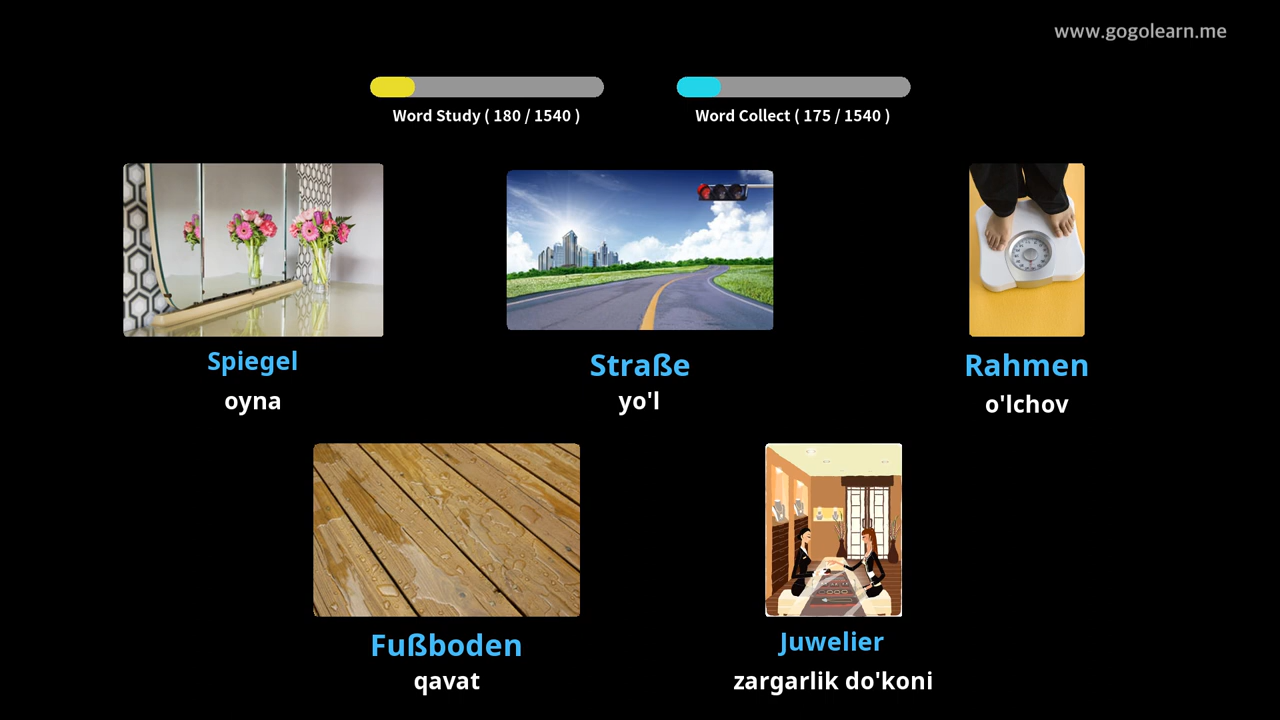 www.gogolearn.me
Word Study ( 180 / 1540 )
Word Collect ( 175 / 1540 )
Spiegel
oyna
Straße
yo'l
Rahmen
o'lchov
Fußboden
qavat
Juwelier
zargarlik do'koni